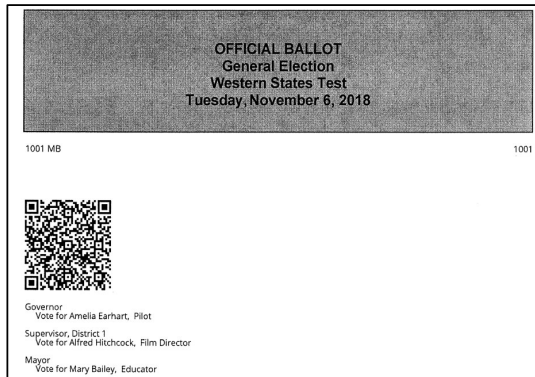 OFFICIAL BALLOT
General Election
Western States Test
Tuesday, November 6, 2018
1001 MB 1001
Governor
Vote for Amelia Earhart, Pilot
Supervisor, District 1
Vote for Alfred Hitchcock, Film Director
Mayor
Vote for Mary Bailey, Educator